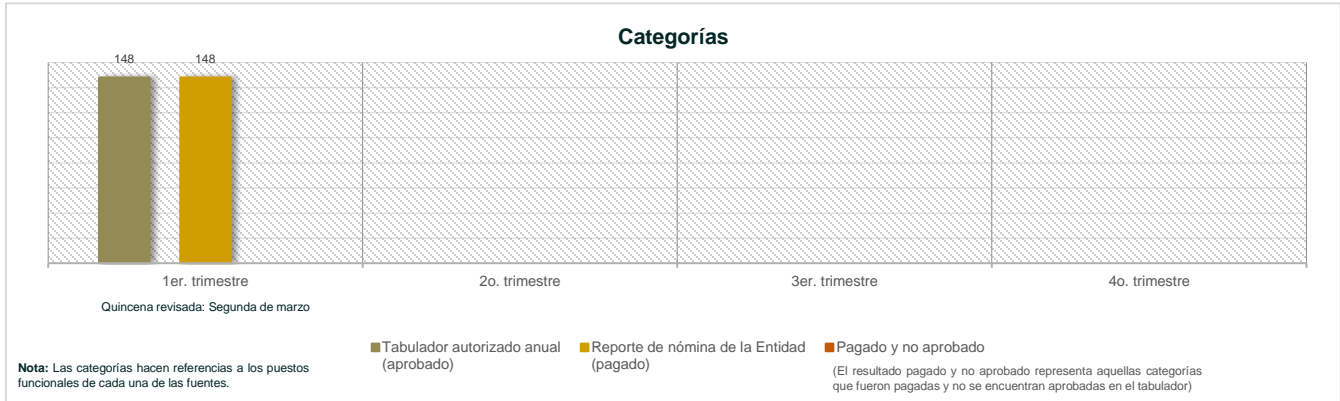 Categorías
148
148
1er. trimestre
2o. trimestre
3er. trimestre
4o. trimestre
Quincena revisada: Segunda de marzo
Tabulador autorizado anual
(aprobado)
Reporte de nómina de la Entidad
(pagado)
Pagado y no aprobado
(El resultado pagado y no aprobado representa aquellas categorías
que fueron pagadas y no se encuentran aprobadas en el tabulador)
Nota: Las categorías hacen referencias a los puestos
funcionales de cada una de las fuentes.